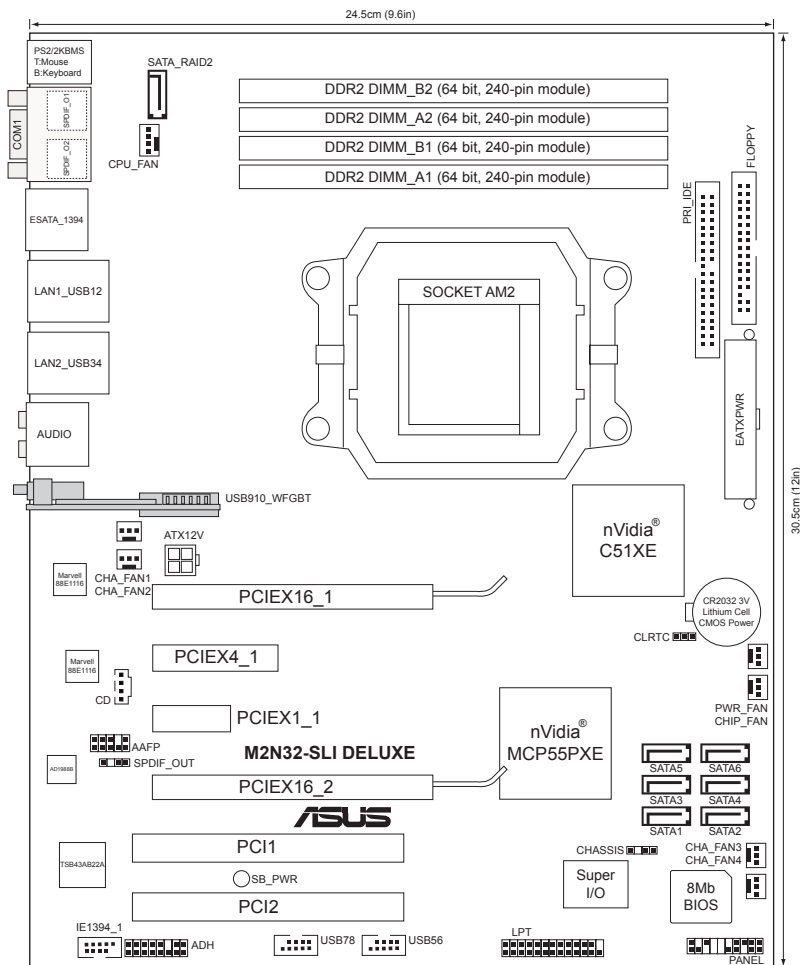 24.5cm (9.6in)
PS2/2KBMS
T:Mouse
B:Keyboard
SATA_RAID2
DDR2 DIMM_B2 (64 bit, 240-pin module)
DDR2 DIMM_A2 (64 bit, 240-pin module)
DDR2 DIMM_B1 (64 bit, 240-pin module)
DDR2 DIMM_A1 (64 bit, 240-pin module)
SPDIF_O1
COM1
SPDIF_O2
CPU_FAN
FLOPPY
PRI_IDE
ESATA_1394
LAN1_USB12
SOCKET AM2
LAN2_USB34
EATXPWR
AUDIO
30.5cm (12in)
USB910_WFGBT
nVidia®
C51XE
ATX12V
Marvell
88E1116
CHA_FAN1
CHA_FAN2
PCIEX16_1
CR2032 3V
Lithium Cell
CMOS Power
CLRTC
Marvell
88E1116
PCIEX4_1
CD
PWR_FAN
CHIP_FAN
PCIEX1_1
nVidia®
MCP55PXE
AAFP
M2N32-SLI DELUXE
SPDIF_OUT
AD1988B
SATA5
SATA6
PCIEX16_2
SATA3
SATA4
ASUS
SATA1
SATA2
PCI1
CHASSIS
CHA_FAN3
CHA_FAN4
TSB43AB22A
SB_PWR
Super
I/O
8Mb
BIOS
PCI2
IE1394_1
ADH
USB78
USB56
LPT
PANEL